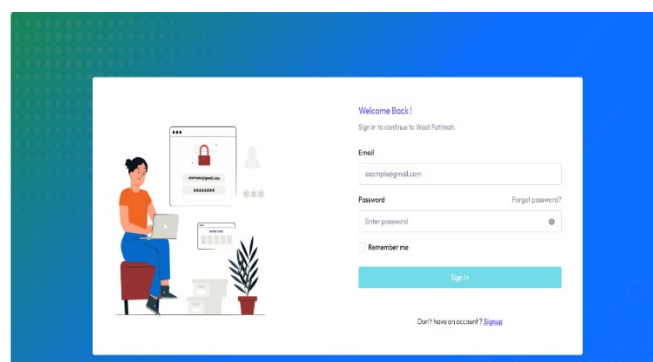 Welcome Back !
Sign in to continue to Wasil Fatimah.
Email
example@gmail.com
Password
Forgot password?
Enter password
Remember me
Sign In
Don't have an account ? Signup